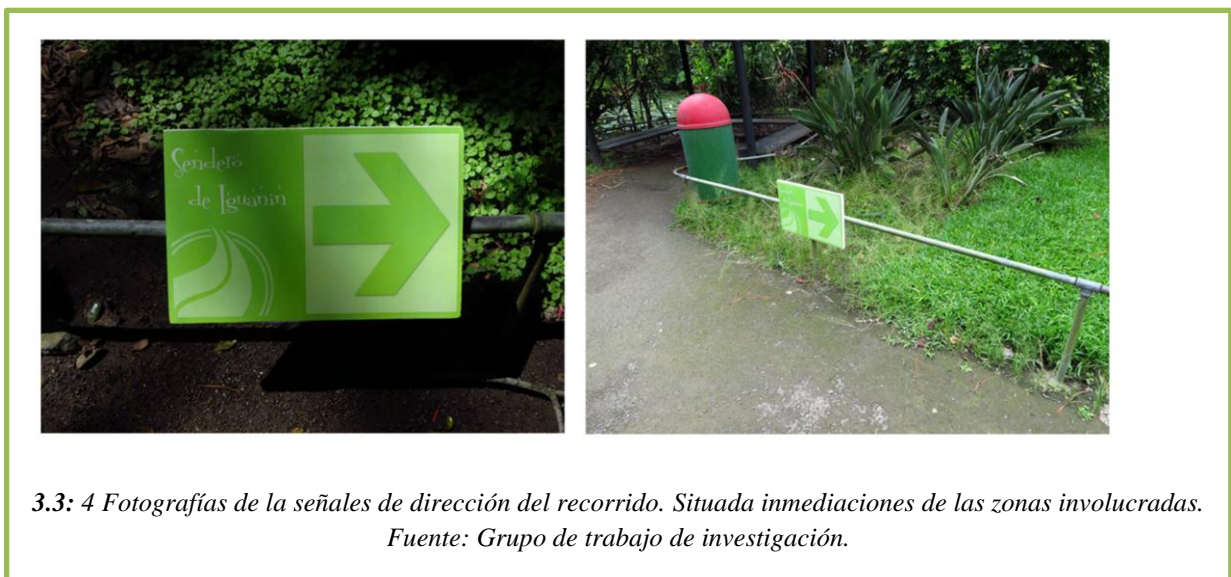 Sendero
de Iguanin
3.3: 4 Fotografías de la señales de dirección del recorrido. Situada inmediaciones de las zonas involucradas.
Fuente: Grupo de trabajo de investigación.